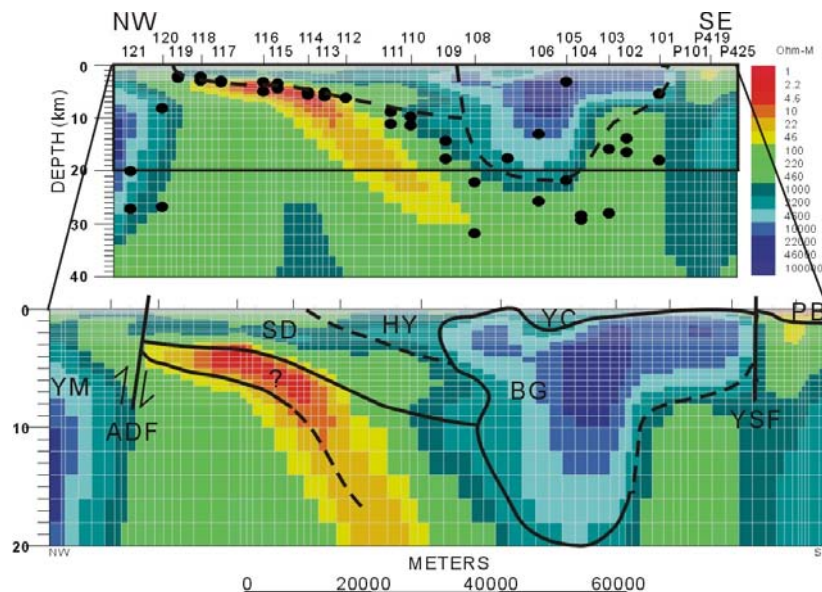 NW SE
120 118 116 114 112 110 108 105 103 101 P419
121 119 117 115 113 111 109 106 104 102 P101 P425
Ohm-M
0
10
20
30
40
DEPTH (km)
1
2.2
4.6
10
22
46
100
220
460
1000
2200
4600
10000
22000
46000
100000
0
10
20
SD HY YC PB
YM ? BG
ADF YSF
NW S
METERS
0 20000 40000 60000